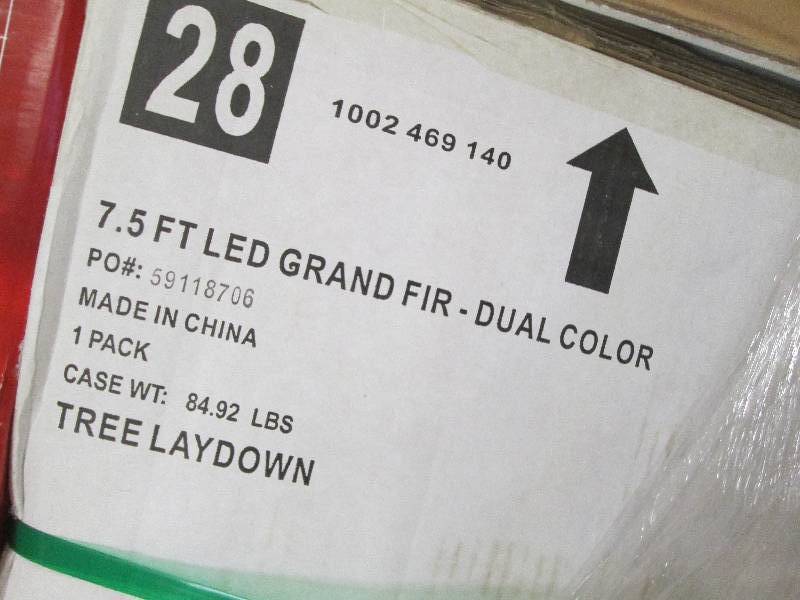 28
1002 469 140
7.5 FT LED GRAND FIR - DUAL COLOR
PO#: 59118706
MADE IN CHINA
1 PACK
CASE WT: 84.92 LBS
TREE LAYDOWN